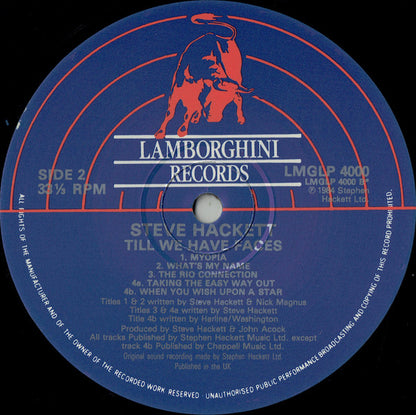 LAMBORGHINI
RECORDS
SIDE 2
33⅓ RPM
LMGLP 4000
LMGLP 4000 B
℗ 1984 Stephen
Hackett Ltd.
STEVE HACKETT
TILL WE HAVE FACES
1. MYOPIA
2. WHAT'S MY NAME
3. THE RIO CONNECTION
4a. TAKING THE EASY WAY OUT
4b. WHEN YOU WISH UPON A STAR
Titles 1 & 2 written by Steve Hackett & Nick Magnus
Titles 3 & 4a written by Steve Hackett
Title 4b written by Harline/Washington
Produced by Steve Hackett & John Acock
All tracks Published by Stephen Hackett Music Ltd. except
track 4b Published by Chappell Music Ltd.
Original sound recording made by Stephen Hackett Ltd.
Published in the UK
ALL RIGHTS OF THE MANUFACTURER AND OF THE OWNER OF THE RECORDED WORK RESERVED · UNAUTHORISED PUBLIC PERFORMANCE BROADCASTING AND COPYING OF THIS RECORD PROHIBITED.